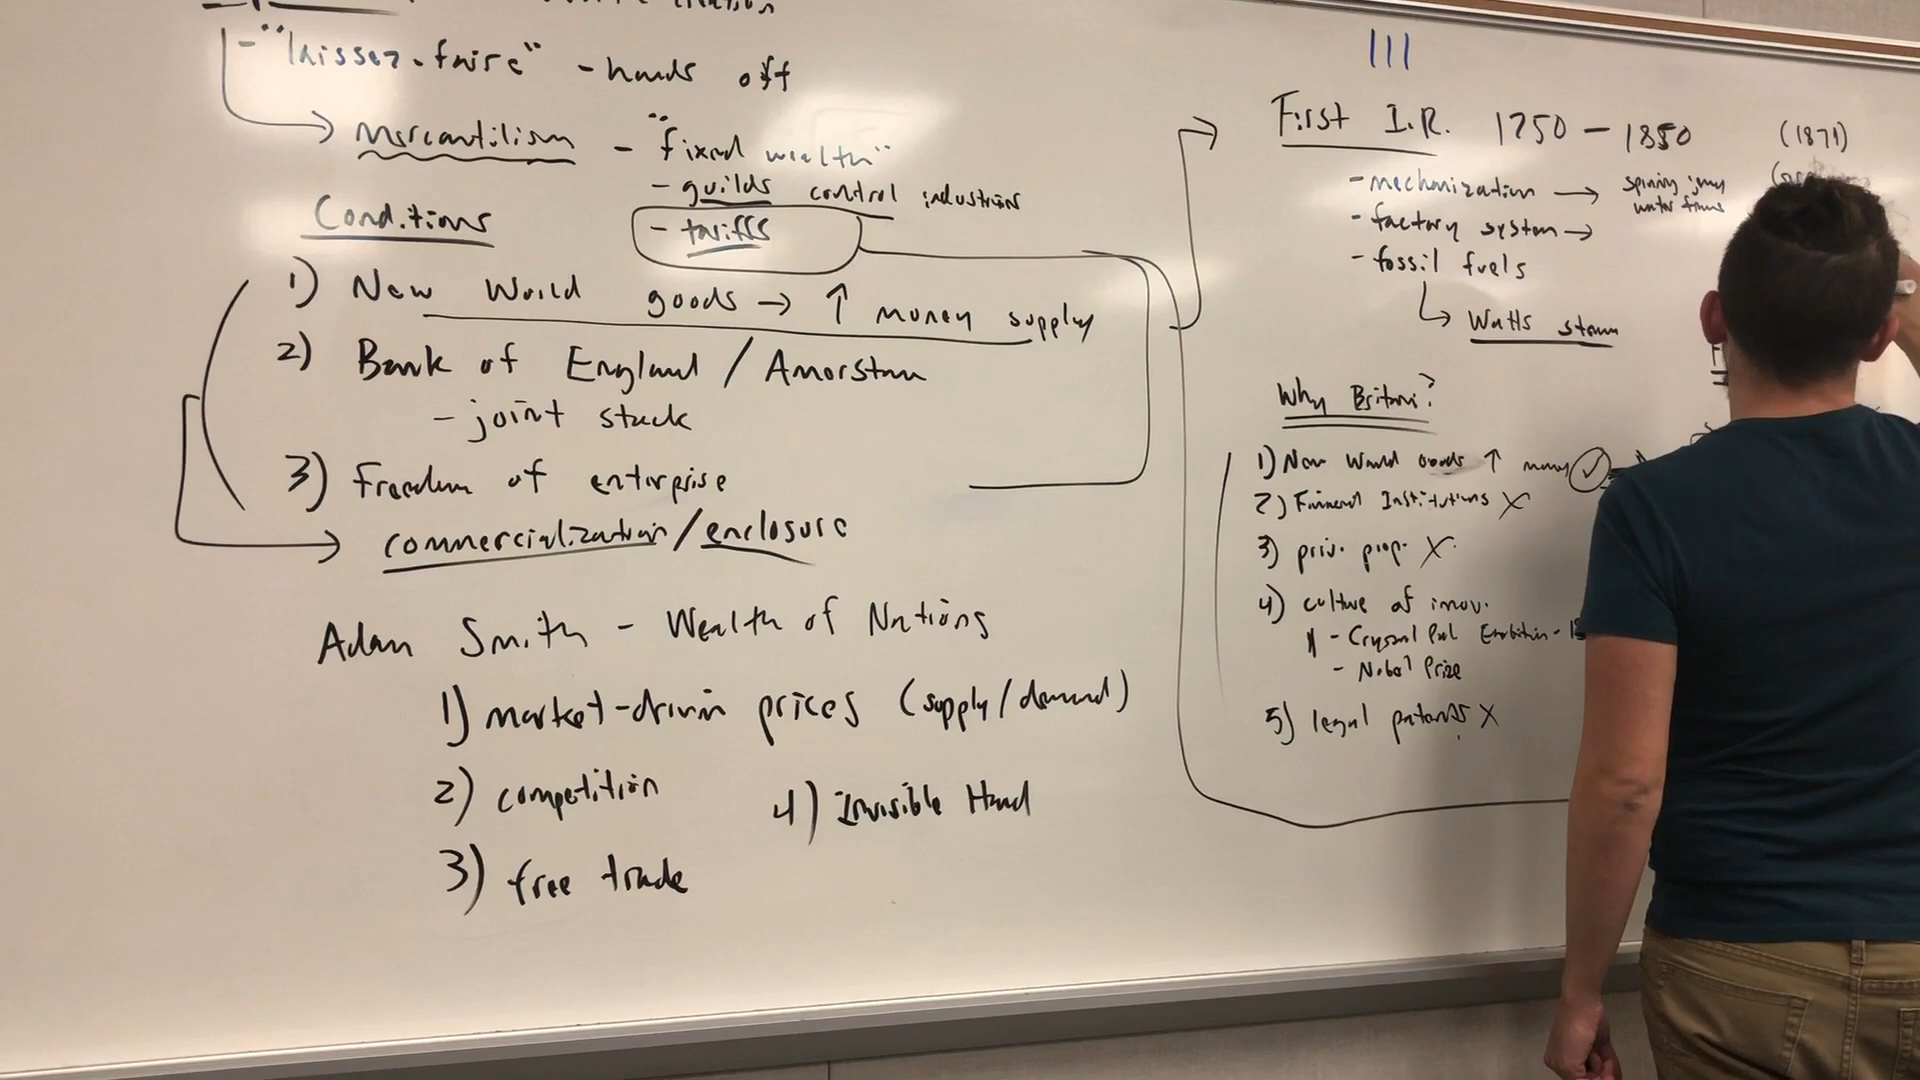 - "laissez-faire" - hands off
Mercantilism - "fixed wealth"
- guilds control industries
- tariffs
Conditions
1) New World goods → ↑ money supply
2) Bank of England / Amerstam
- joint stock
3) Freedom of enterprise
commercialization / enclosure
Adam Smith - Wealth of Nations
1) market-driven prices (supply/demand)
2) competition
3) free trade
4) Invisible Hand
III
First I.R. 1750 - 1850 (1871)
- mechanization → spinning jenny
water frame
- factory system →
- fossil fuels
Watts steam
Why Britain?
1) New World goods ↑ money ✓
2) Financial Institutions X
3) priv. prop. X
4) culture of innov.
- Crystal Pal Exhibition -
- Nobel Prize
5) legal patents X